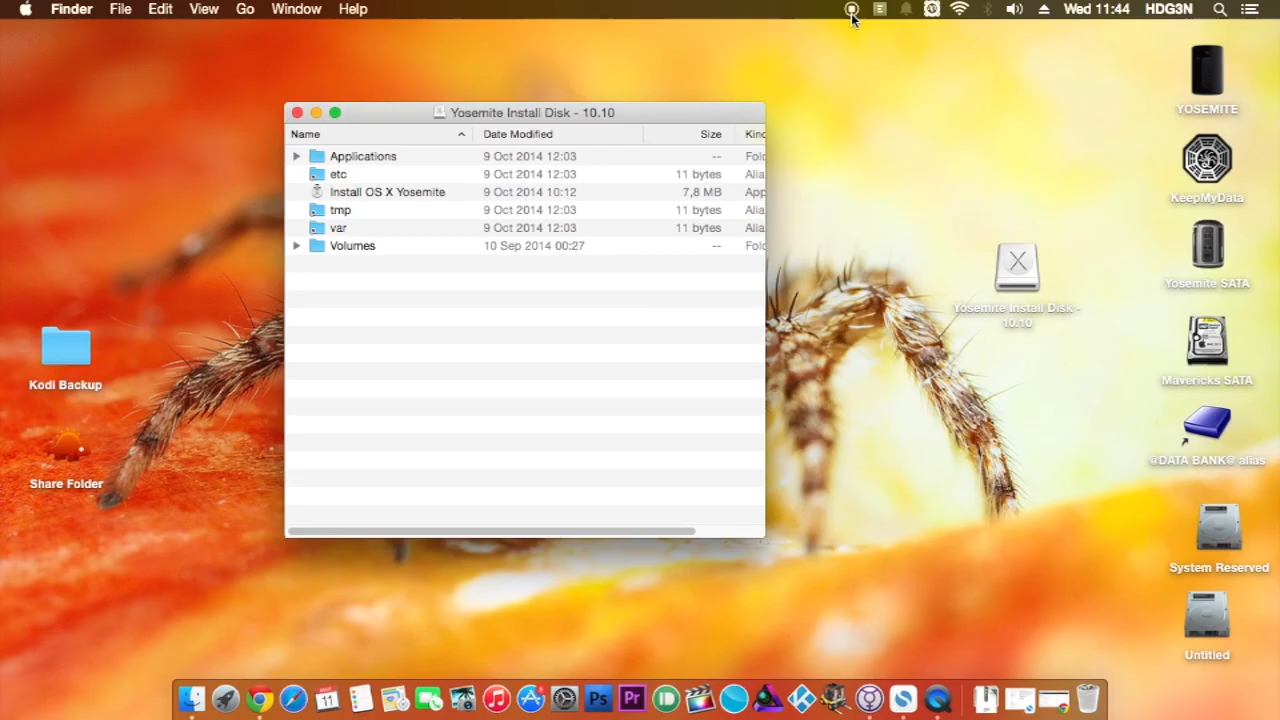 Finder File Edit View Go Window Help Wed 11:44 HDG3N
Yosemite Install Disk - 10.10
Name Date Modified Size Kind
Applications 9 Oct 2014 12:03 -- Fold
etc 9 Oct 2014 12:03 11 bytes Alia
Install OS X Yosemite 9 Oct 2014 10:12 7,8 MB App
tmp 9 Oct 2014 12:03 11 bytes Alia
var 9 Oct 2014 12:03 11 bytes Alia
Volumes 10 Sep 2014 00:27 -- Fold
Kodi Backup
Share Folder
Yosemite Install Disk -
10.10
YOSEMITE
KeepMyData
Yosemite SATA
Mavericks SATA
@DATA BANK@ alias
System Reserved
Untitled
11
Ps
Pr